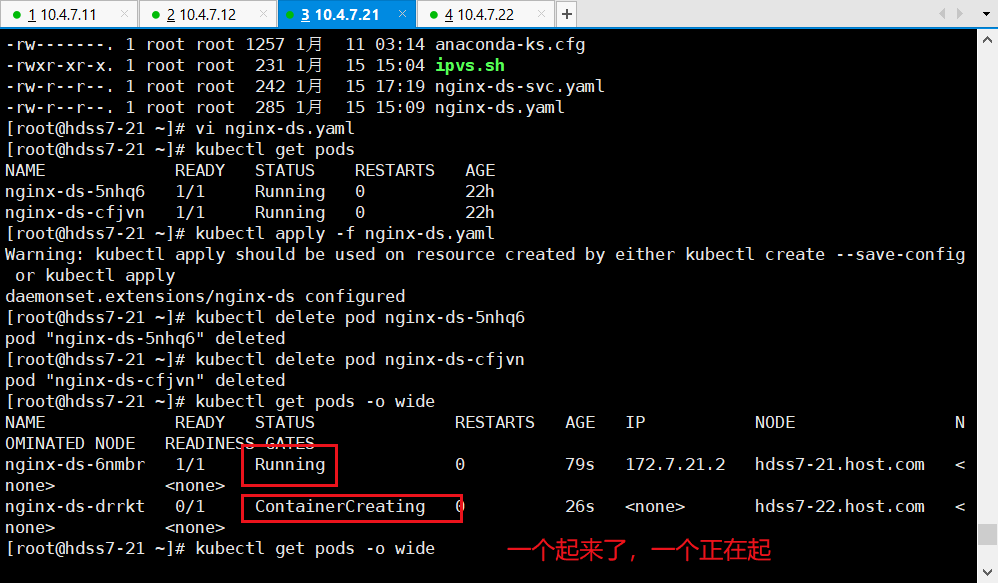 1 10.4.7.11 2 10.4.7.12 3 10.4.7.21 4 10.4.7.22
-rw-------. 1 root root 1257 1月  11 03:14 anaconda-ks.cfg
-rwxr-xr-x. 1 root root  231 1月  15 15:04 ipvs.sh
-rw-r--r--. 1 root root  242 1月  15 17:19 nginx-ds-svc.yaml
-rw-r--r--. 1 root root  285 1月  15 15:09 nginx-ds.yaml
[root@hdss7-21 ~]# vi nginx-ds.yaml
[root@hdss7-21 ~]# kubectl get pods
NAME             READY   STATUS    RESTARTS   AGE
nginx-ds-5nhq6   1/1     Running   0          22h
nginx-ds-cfjvn   1/1     Running   0          22h
[root@hdss7-21 ~]# kubectl apply -f nginx-ds.yaml
Warning: kubectl apply should be used on resource created by either kubectl create --save-config
 or kubectl apply
daemonset.extensions/nginx-ds configured
[root@hdss7-21 ~]# kubectl delete pod nginx-ds-5nhq6
pod "nginx-ds-5nhq6" deleted
[root@hdss7-21 ~]# kubectl delete pod nginx-ds-cfjvn
pod "nginx-ds-cfjvn" deleted
[root@hdss7-21 ~]# kubectl get pods -o wide
NAME             READY   STATUS              RESTARTS   AGE   IP           NODE                N
OMINATED NODE   READINESS GATES
nginx-ds-6nmbr   1/1     Running             0          79s   172.7.21.2   hdss7-21.host.com   <
none>           <none>
nginx-ds-drrkt   0/1     ContainerCreating   0          26s   <none>       hdss7-22.host.com   <
none>           <none>
[root@hdss7-21 ~]# kubectl get pods -o wide
一个起来了，一个正在起